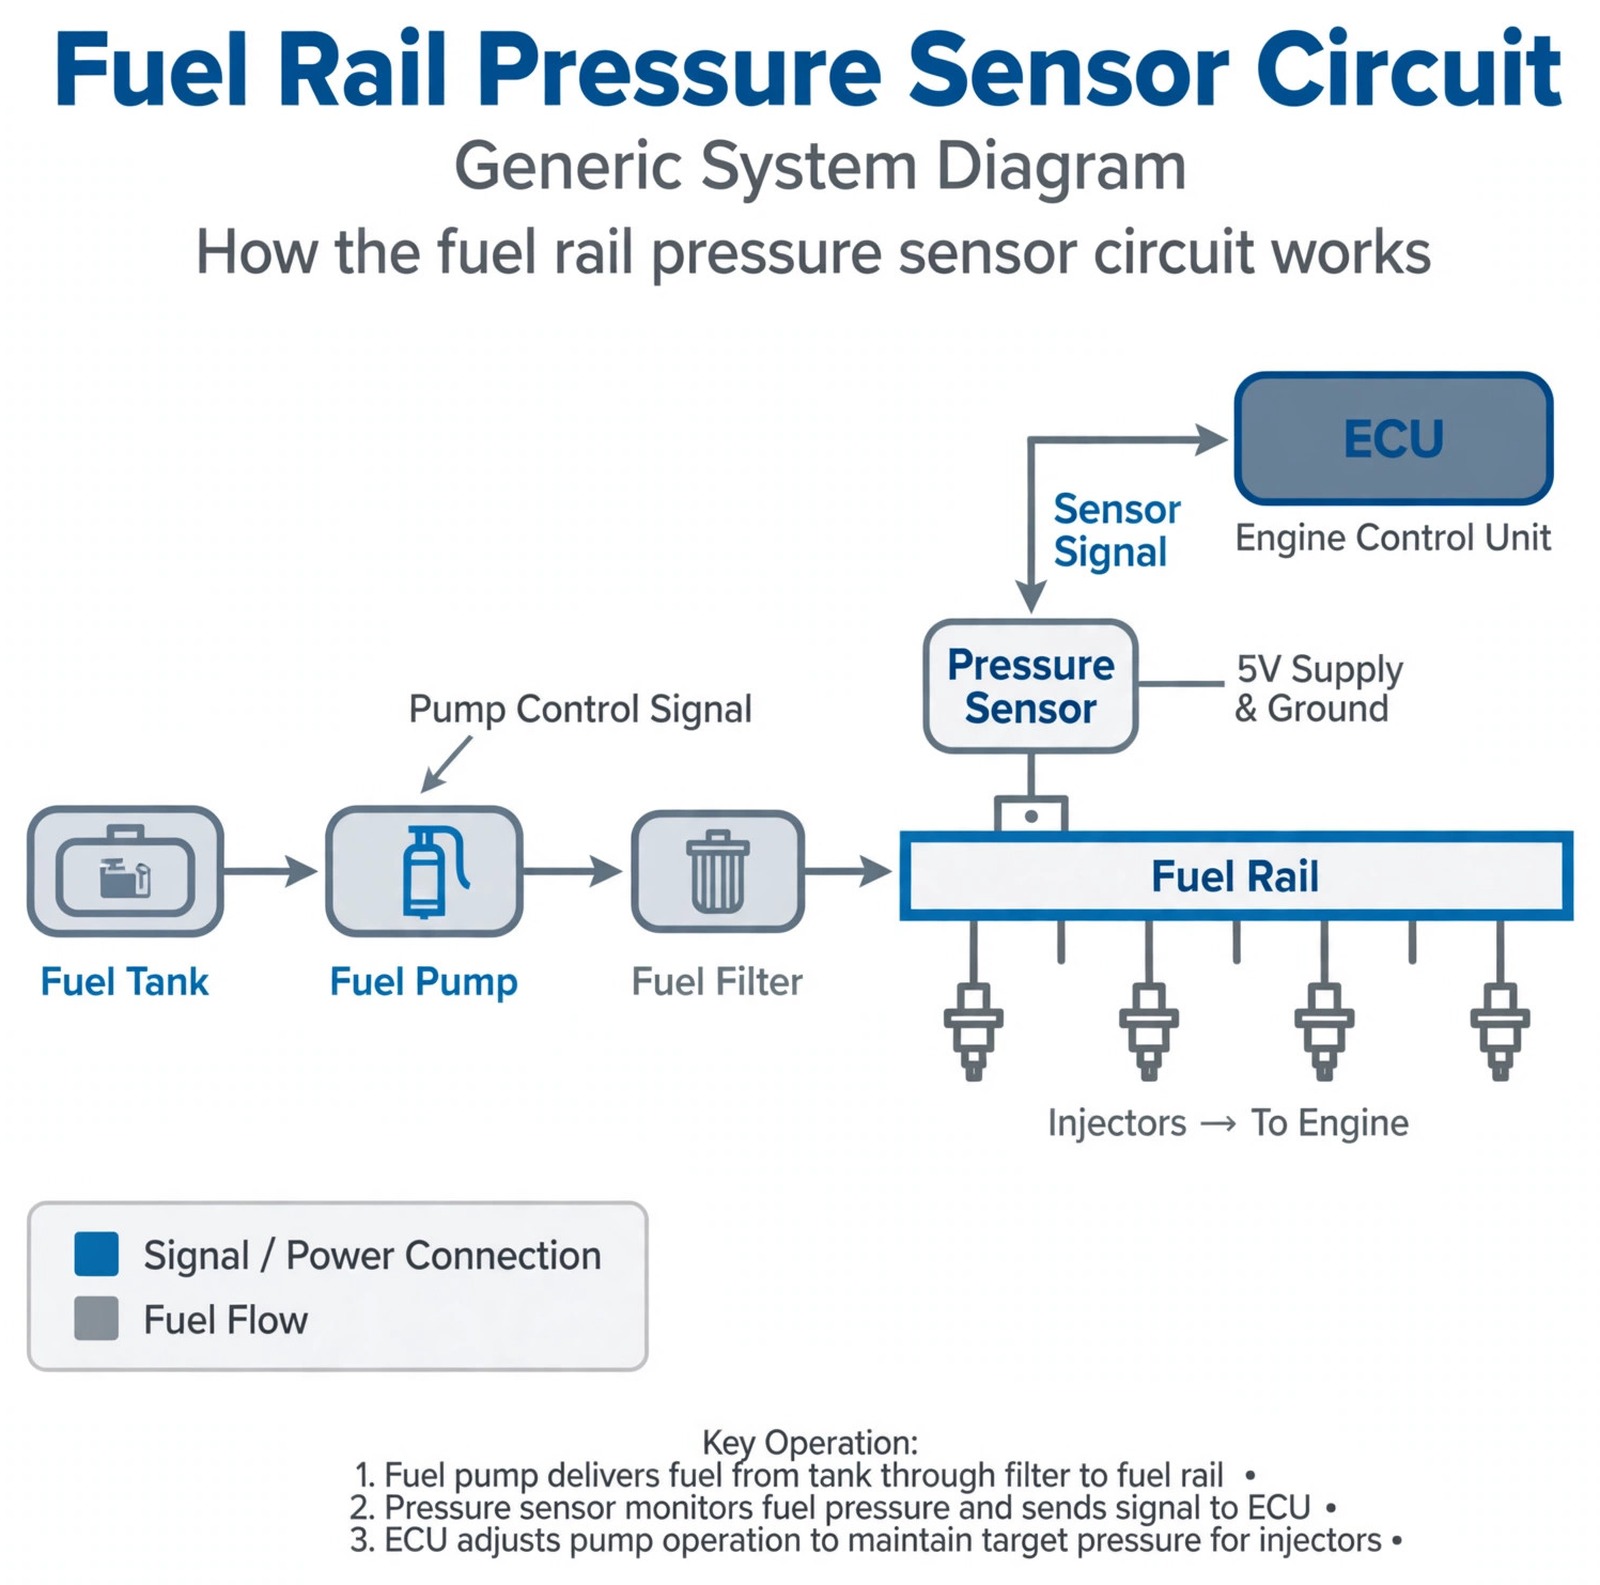 Fuel Rail Pressure Sensor Circuit
Generic System Diagram
How the fuel rail pressure sensor circuit works
ECU
Engine Control Unit
Sensor
Signal
Pressure
Sensor
5V Supply
& Ground
Pump Control Signal
Fuel Rail
Fuel Tank
Fuel Pump
Fuel Filter
Injectors → To Engine
Signal / Power Connection
Fuel Flow
Key Operation:
1. Fuel pump delivers fuel from tank through filter to fuel rail •
2. Pressure sensor monitors fuel pressure and sends signal to ECU •
3. ECU adjusts pump operation to maintain target pressure for injectors •